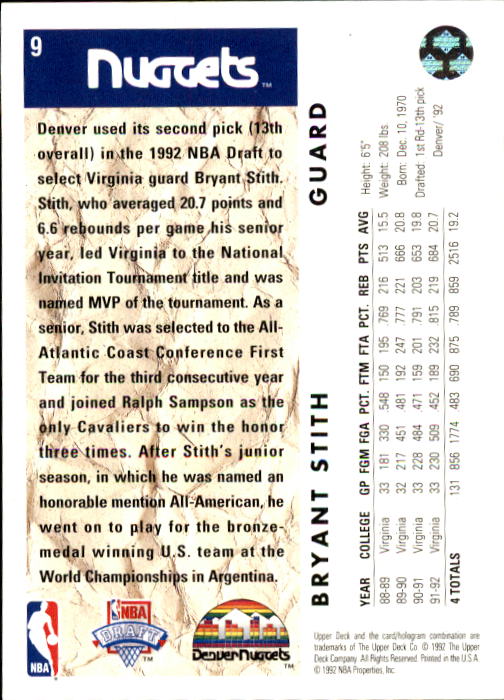 9
Nuggets™
Denver used its second pick (13th
overall) in the 1992 NBA Draft to
select Virginia guard Bryant Stith.
Stith, who averaged 20.7 points and
6.6 rebounds per game his senior
year, led Virginia to the National
Invitation Tournament title and was
named MVP of the tournament. As a
senior, Stith was selected to the All-
Atlantic Coast Conference First
Team for the third consecutive year
and joined Ralph Sampson as the
only Cavaliers to win the honor
three times. After Stith's junior
season, in which he was named an
honorable mention All-American, he
went on to play for the bronze-
medal winning U.S. team at the
World Championships in Argentina.
NBA
NBA
DRAFT
™
Denver Nuggets
™
BRYANT STITH GUARD
Height: 6'5"
Weight: 208 lbs.
Born: Dec. 10, 1970
Drafted: 1st Rd-13th pick
Denver/ '92
YEAR COLLEGE GP FGM FGA PCT. FTM FTA PCT. REB PTS AVG
88-89 Virginia 33 181 330 .548 150 195 .769 216 513 15.5
89-90 Virginia 32 217 451 .481 192 247 .777 221 666 20.8
90-91 Virginia 33 228 484 .471 159 201 .791 203 653 19.8
91-92 Virginia 33 230 509 .452 189 232 .815 219 684 20.7
4 TOTALS 131 856 1774 .483 690 875 .789 859 2516 19.2
Upper Deck and the card/hologram combination are
trademarks of The Upper Deck Co. © 1992 The Upper
Deck Company. All Rights Reserved. Printed in the U.S.A.
© 1992 NBA Properties, Inc.